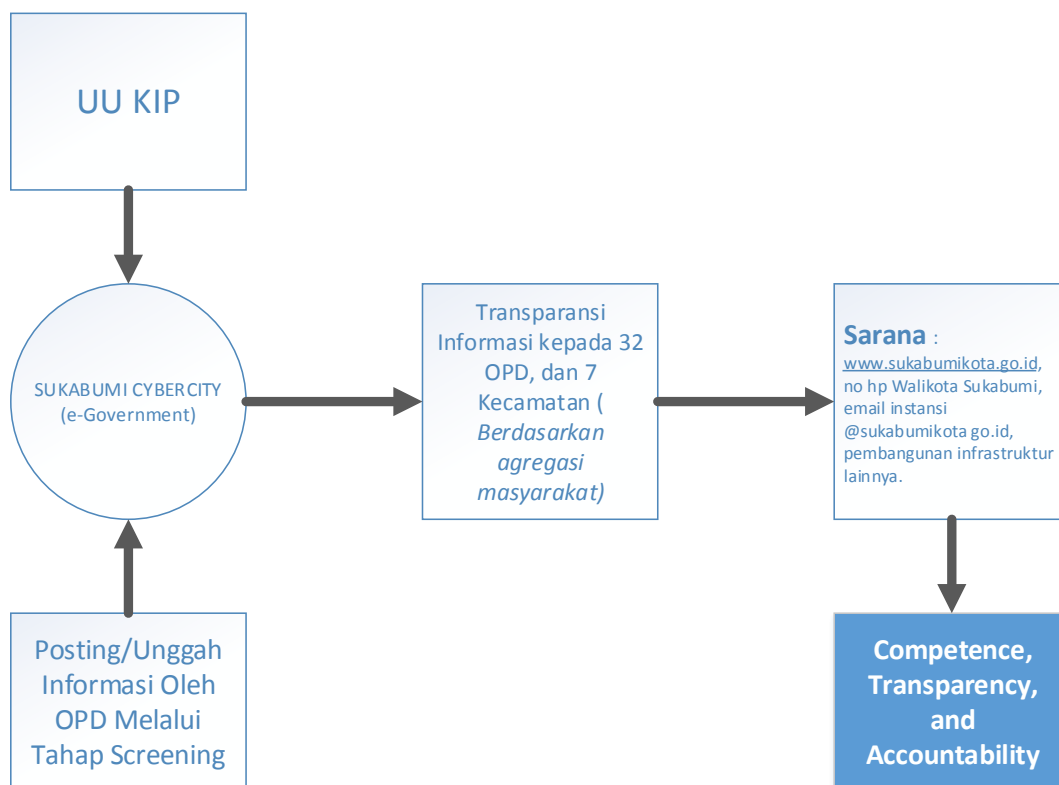 UU KIP
SUKABUMI CYBERCITY
(e-Government)
Transparansi
Informasi kepada 32
OPD, dan 7
Kecamatan (
Berdasarkan
agregasi
masyarakat)
Sarana :
www.sukabumikota.go.id,
no hp Walikota Sukabumi,
email instansi
@sukabumikota go.id,
pembangunan infrastruktur
lainnya.
Posting/Unggah
Informasi Oleh
OPD Melalui
Tahap Screening
Competence,
Transparency,
and
Accountability